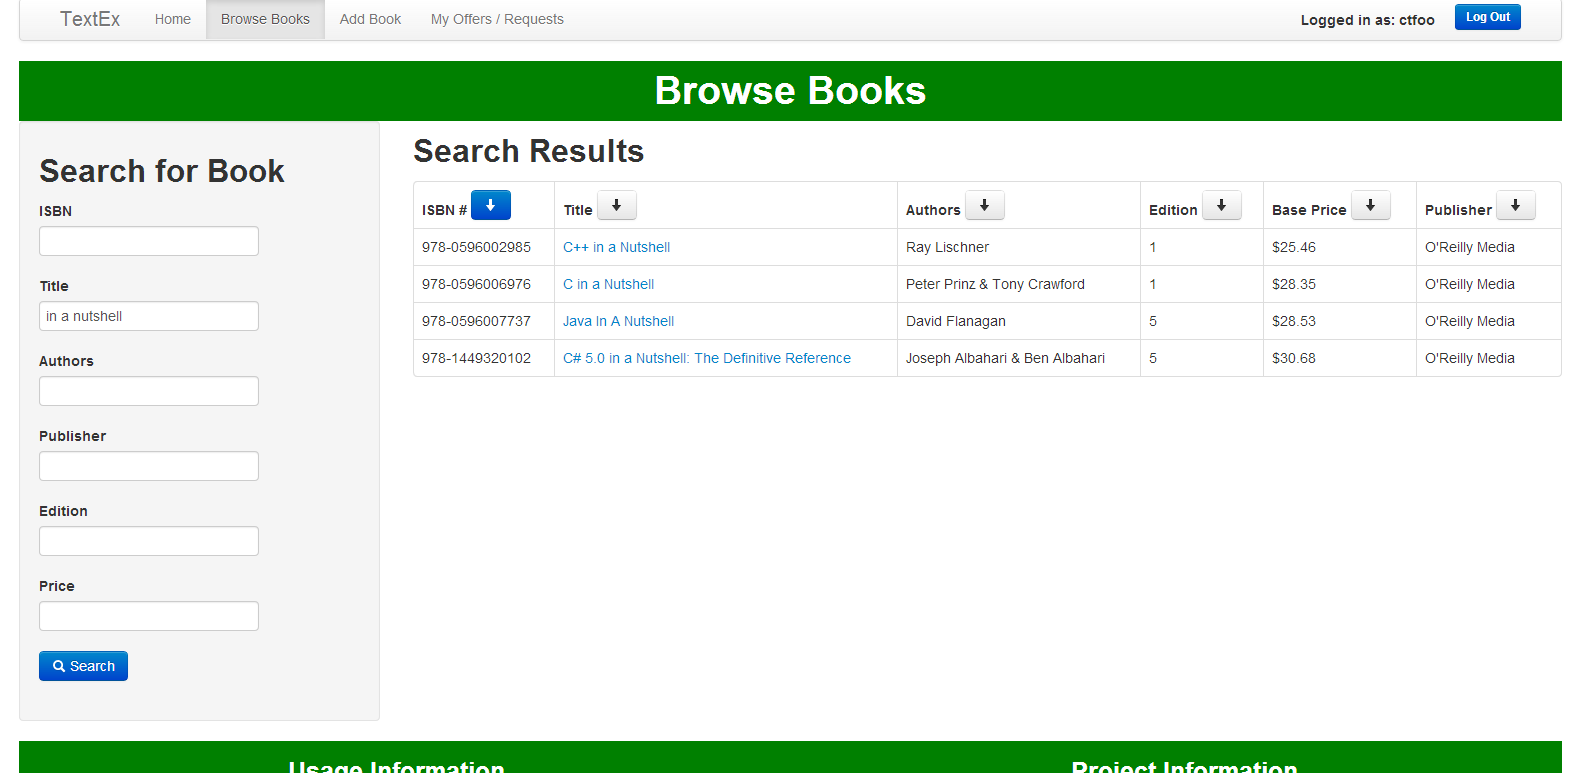 TextEx Home Browse Books Add Book My Offers / Requests Logged in as: ctfoo Log Out
Browse Books
Search for Book
ISBN
Title
in a nutshell
Authors
Publisher
Edition
Price
Search
Search Results
ISBN # Title Authors Edition Base Price Publisher
978-0596002985 C++ in a Nutshell Ray Lischner 1 $25.46 O'Reilly Media
978-0596006976 C in a Nutshell Peter Prinz & Tony Crawford 1 $28.35 O'Reilly Media
978-0596007737 Java In A Nutshell David Flanagan 5 $28.53 O'Reilly Media
978-1449320102 C# 5.0 in a Nutshell: The Definitive Reference Joseph Albahari & Ben Albahari 5 $30.68 O'Reilly Media
Usage Information Project Information